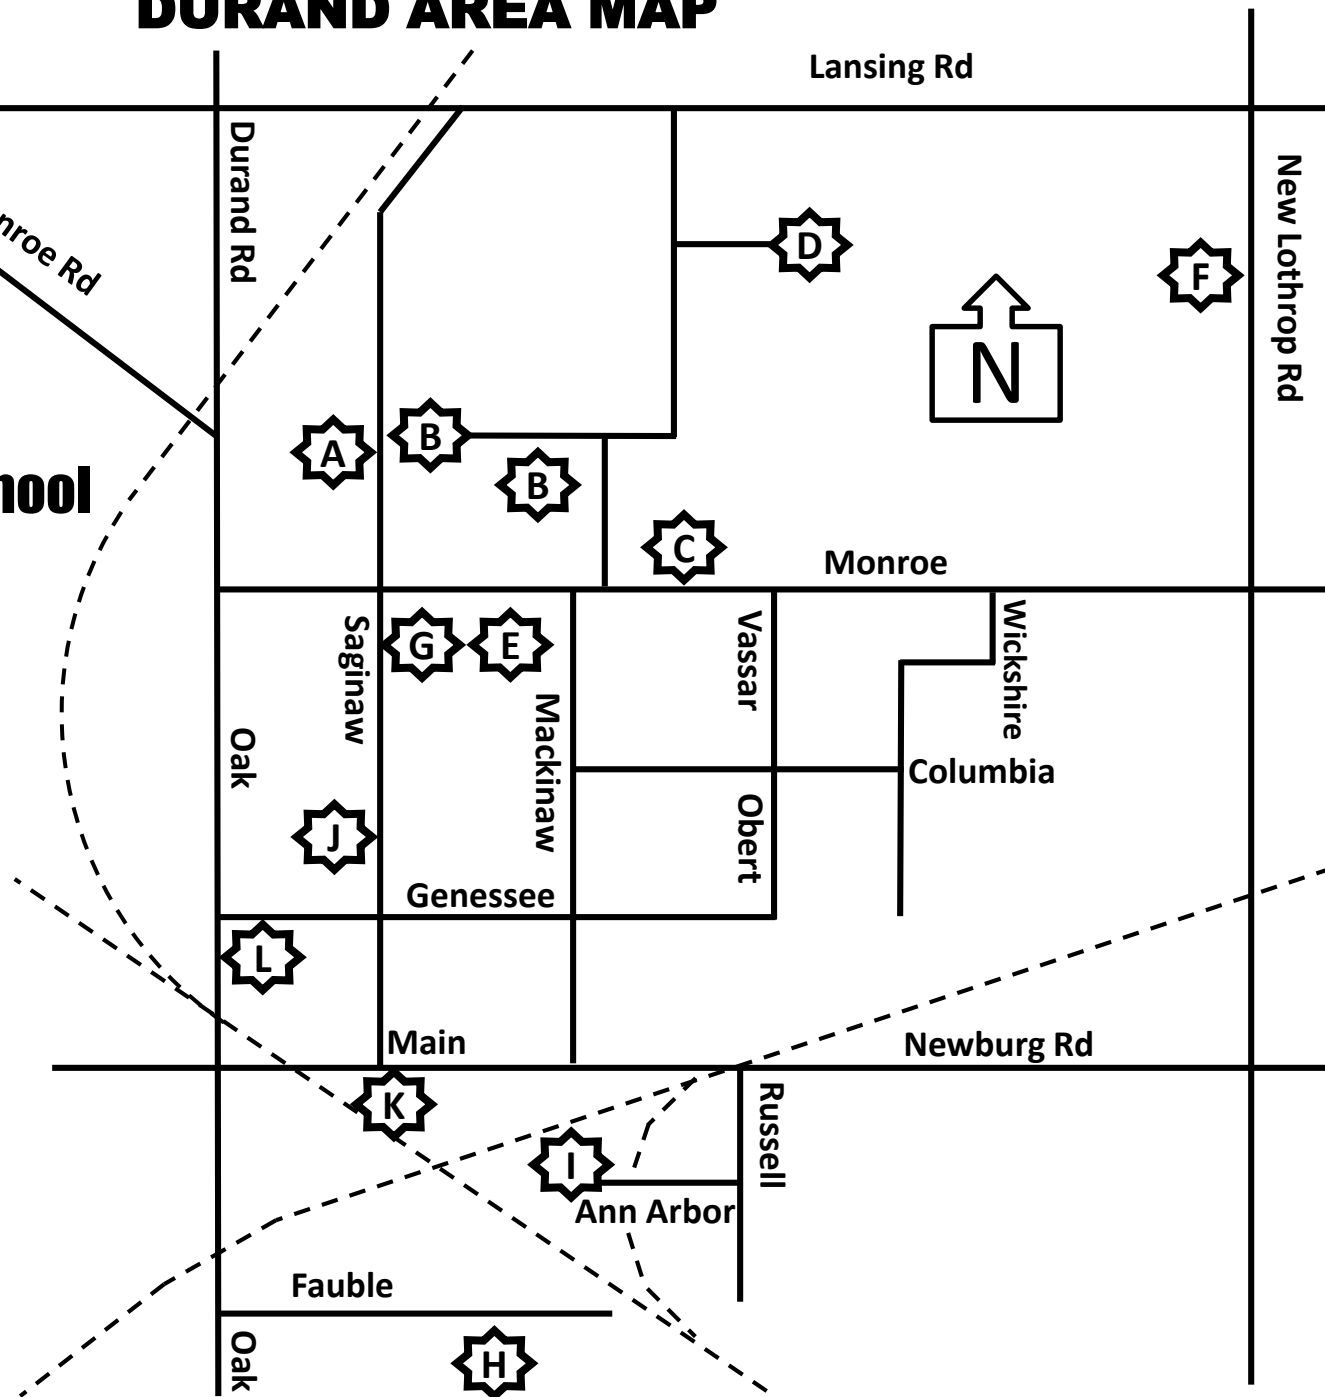 DURAND AREA MAP
Lansing Rd
Durand Rd
New Lothrop Rd
nroe Rd
D
F
N
A
B
B
hool
C
Monroe
Saginaw
G
E
Vassar
Wickshire
Mackinaw
Oak
Columbia
J
Obert
Genessee
L
Main
Newburg Rd
K
Russell
I
Ann Arbor
Fauble
Oak
H